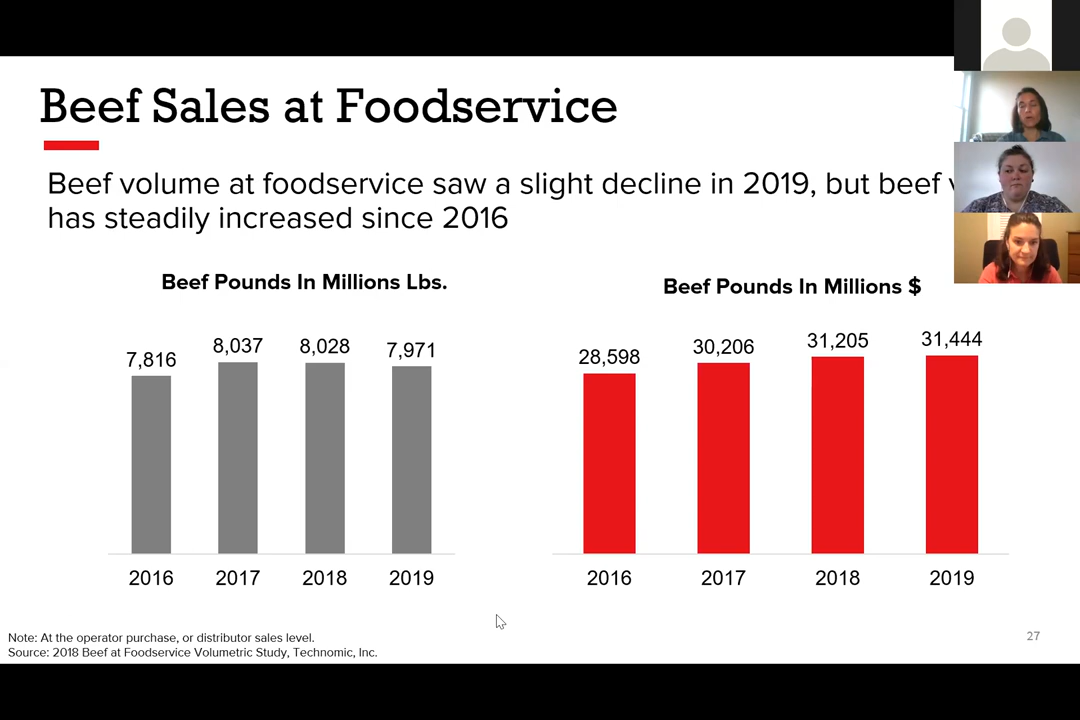 Beef Sales at Foodservice
Beef volume at foodservice saw a slight decline in 2019, but beef
has steadily increased since 2016
Beef Pounds In Millions Lbs.
7,816
8,037
8,028
7,971
2016
2017
2018
2019
Beef Pounds In Millions $
28,598
30,206
31,205
31,444
2016
2017
2018
2019
Note: At the operator purchase, or distributor sales level.
Source: 2018 Beef at Foodservice Volumetric Study, Technomic, Inc.
27